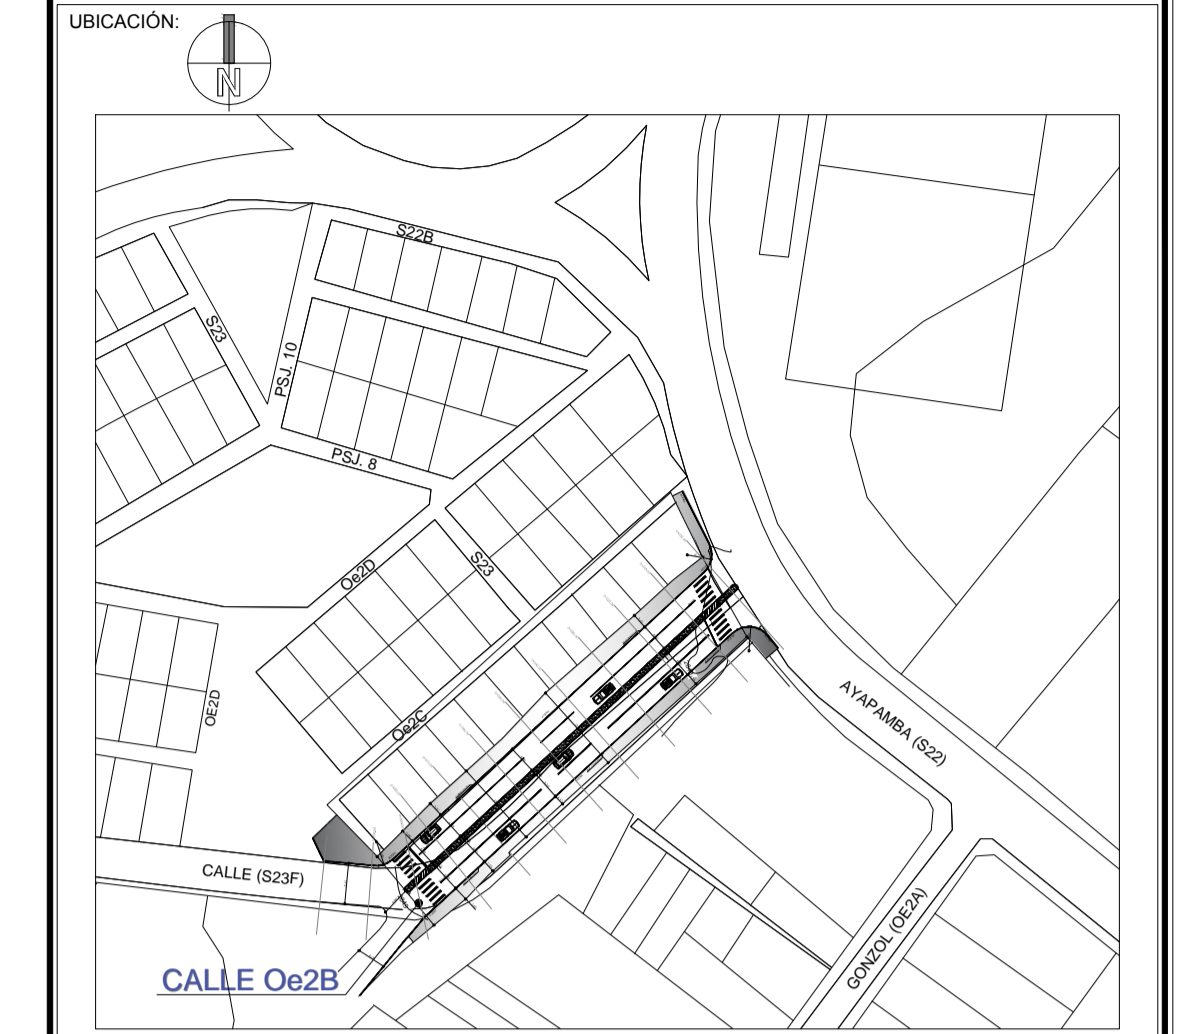 UBICACIÓN:
N
S22B
S23
PSJ. 10
PSJ. 8
Oe2D
S23
OE2D
Oe2C
AYAPAMBA (S22)
CALLE (S23F)
GONZOL (OE2A)
CALLE Oe2B